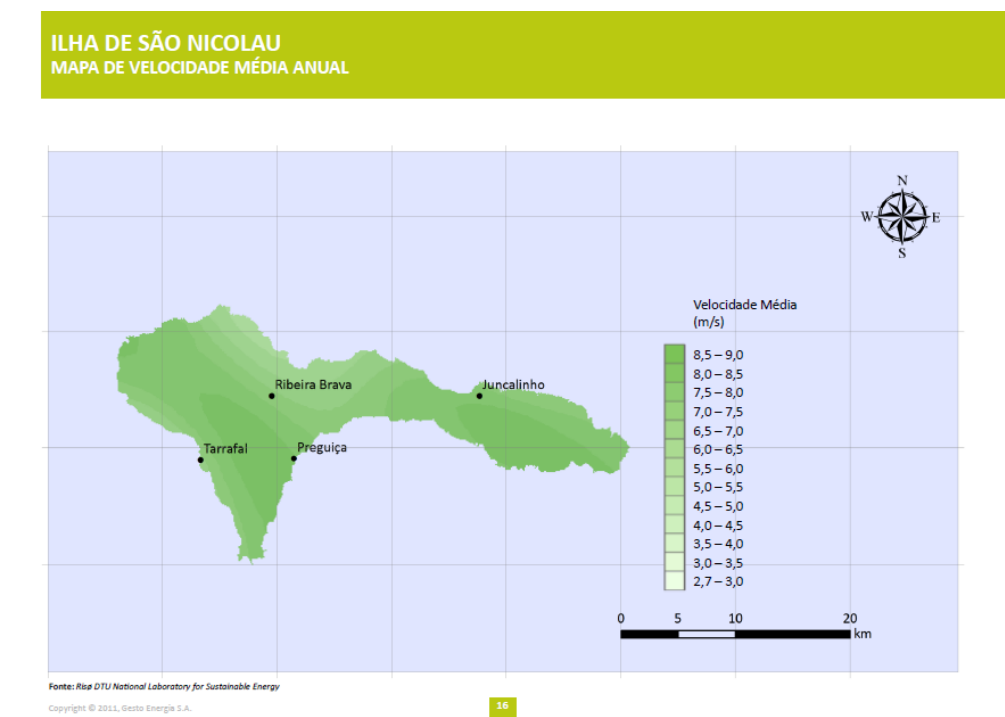 ILHA DE SÃO NICOLAU
MAPA DE VELOCIDADE MÉDIA ANUAL
N
W
E
S
Velocidade Média
(m/s)
8,5 – 9,0
8,0 – 8,5
7,5 – 8,0
7,0 – 7,5
6,5 – 7,0
6,0 – 6,5
5,5 – 6,0
5,0 – 5,5
4,5 – 5,0
4,0 – 4,5
3,5 – 4,0
3,0 – 3,5
2,7 – 3,0
Ribeira Brava
Juncalinho
Tarrafal
Preguiça
0 5 10 20
km
Fonte: Risø DTU National Laboratory for Sustainable Energy
Copyright © 2011, Gesto Energia S.A.
16